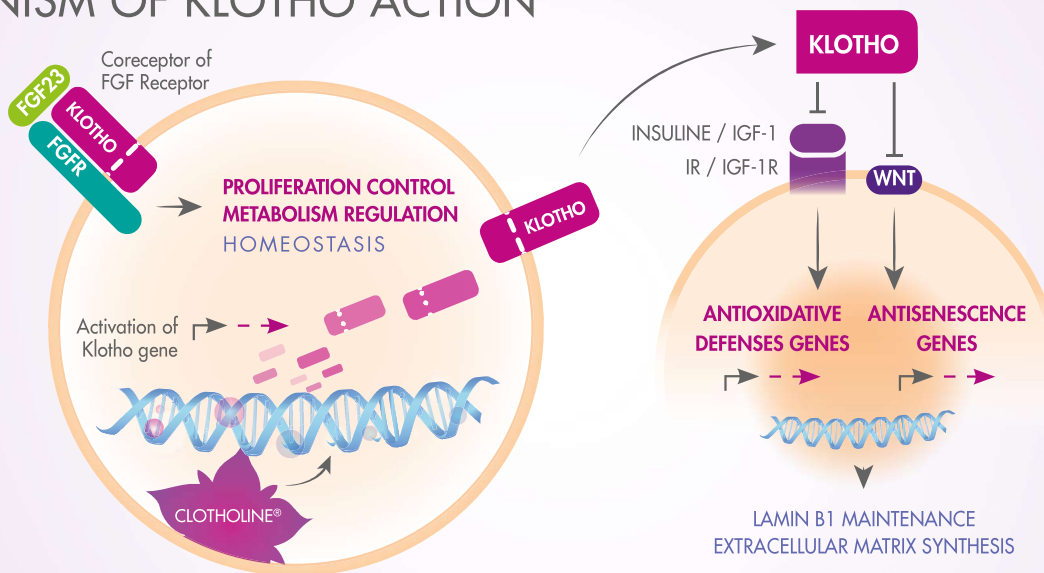 NISM OF KLOTHO ACTION
Coreceptor of
FGF Receptor
FGF23
KLOTHO
FGFR
PROLIFERATION CONTROL
METABOLISM REGULATION
HOMEOSTASIS
KLOTHO
Activation of
Klotho gene
CLOTHOLINE®
KLOTHO
INSULINE / IGF-1
IR / IGF-1R
WNT
ANTIOXIDATIVE
DEFENSES GENES
ANTISENESCENCE
GENES
LAMIN B1 MAINTENANCE
EXTRACELLULAR MATRIX SYNTHESIS